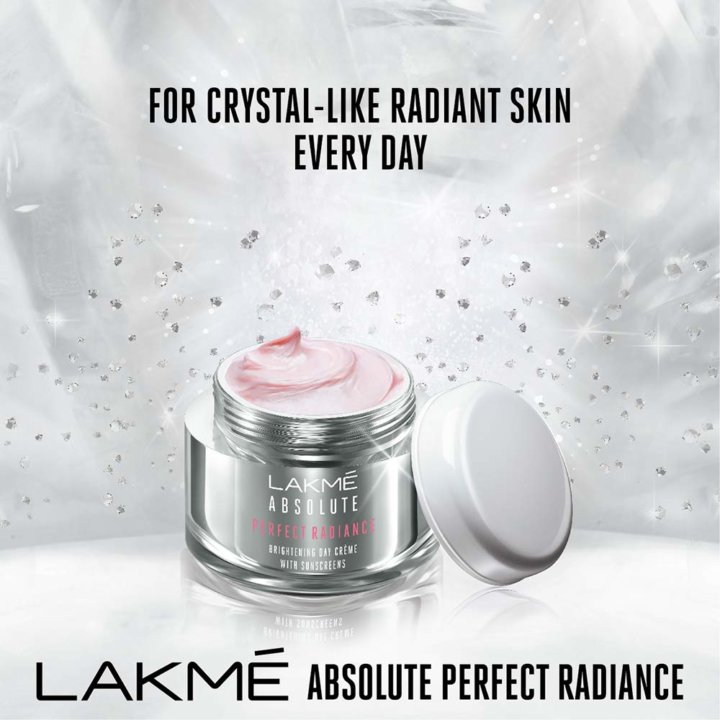 FOR CRYSTAL-LIKE RADIANT SKIN
EVERY DAY
LAKMÉ
ABSOLUTE
PERFECT RADIANCE
BRIGHTENING DAY CRÈME
WITH SUNSCREENS
LAKMÉ ABSOLUTE PERFECT RADIANCE